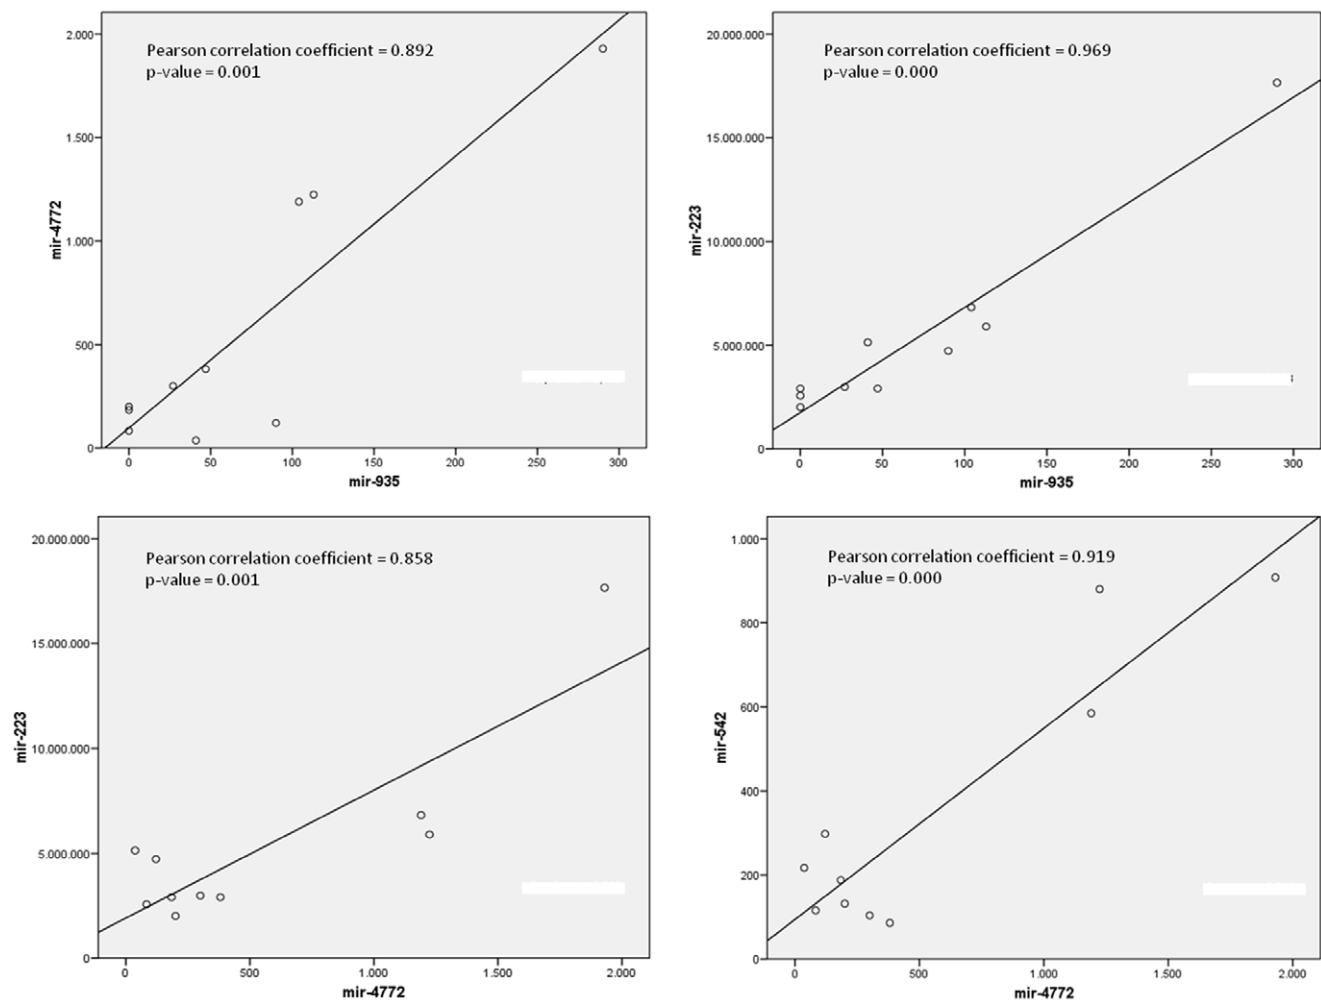 Pearson correlation coefficient = 0.892
p-value = 0.001
2.000
1.500
1.000
500
0
mir-4772
0 50 100 150 200 250 300
mir-935
Pearson correlation coefficient = 0.969
p-value = 0.000
20.000.000
15.000.000
10.000.000
5.000.000
0
mir-223
0 50 100 150 200 250 300
mir-935
Pearson correlation coefficient = 0.858
p-value = 0.001
20.000.000
15.000.000
10.000.000
5.000.000
0
mir-223
0 500 1.000 1.500 2.000
mir-4772
Pearson correlation coefficient = 0.919
p-value = 0.000
1.000
800
600
400
200
0
mir-542
0 500 1.000 1.500 2.000
mir-4772